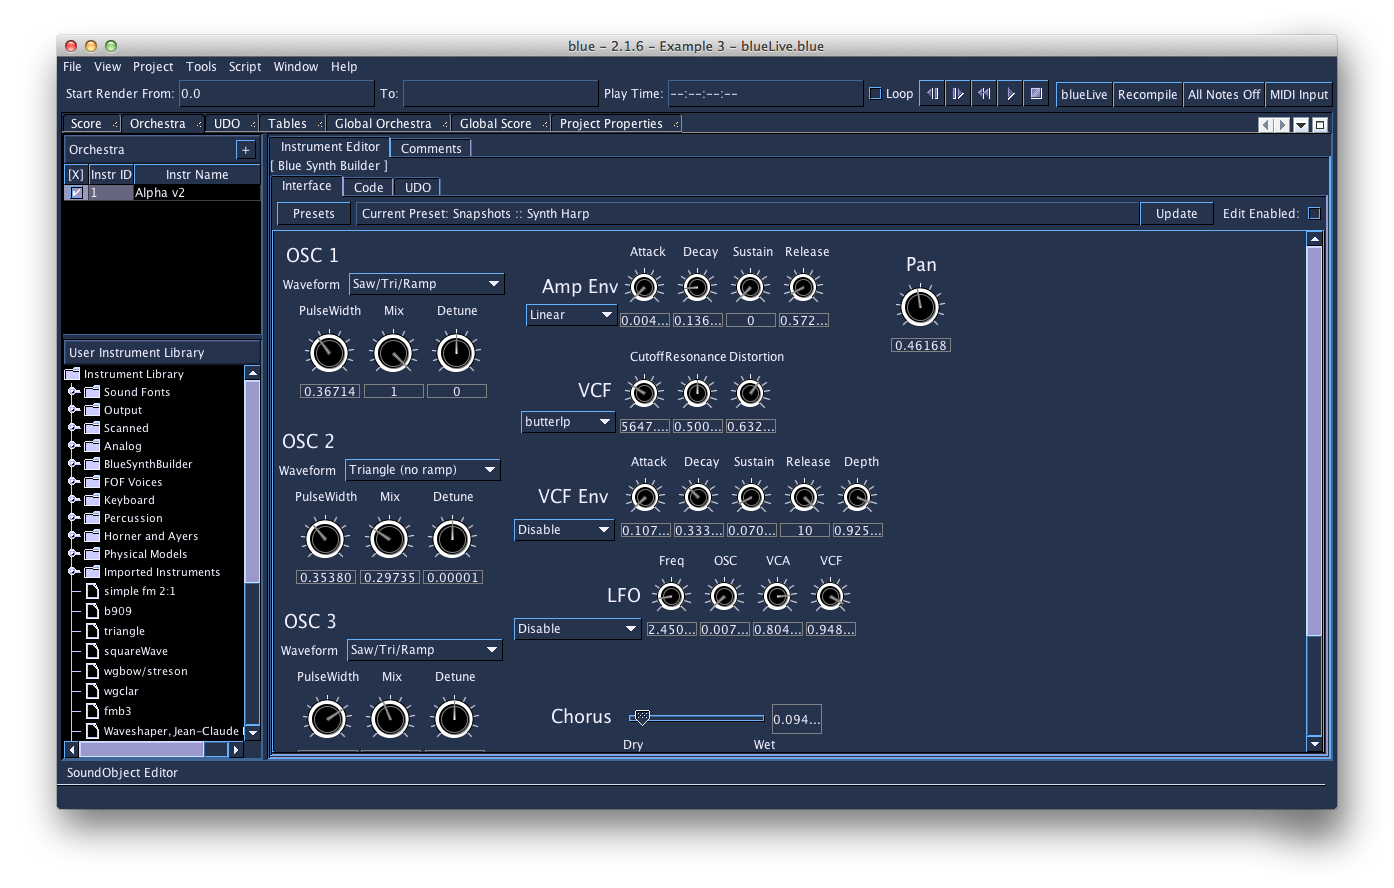 blue - 2.1.6 - Example 3 - blueLive.blue
File View Project Tools Script Window Help
Start Render From: 0.0 To: Play Time: --:--:--:-- Loop blueLive Recompile All Notes Off MIDI Input
Score Orchestra UDO Tables Global Orchestra Global Score Project Properties
Orchestra +
[X] Instr ID Instr Name
1 Alpha v2
User Instrument Library
Instrument Library
Sound Fonts
Output
Scanned
Analog
BlueSynthBuilder
FOF Voices
Keyboard
Percussion
Horner and Ayers
Physical Models
Imported Instruments
simple fm 2:1
b909
triangle
squareWave
wgbow/streson
wgclar
fmb3
Waveshaper, Jean-Claude
Instrument Editor Comments
[ Blue Synth Builder ]
Interface Code UDO
Presets Current Preset: Snapshots :: Synth Harp Update Edit Enabled:
OSC 1
Waveform Saw/Tri/Ramp
PulseWidth Mix Detune
0.36714 1 0
OSC 2
Waveform Triangle (no ramp)
PulseWidth Mix Detune
0.35380 0.29735 0.00001
OSC 3
Waveform Saw/Tri/Ramp
PulseWidth Mix Detune
Attack Decay Sustain Release
Amp Env
Linear 0.004... 0.136... 0 0.572...
Cutoff Resonance Distortion
VCF
butterlp 5647.... 0.500... 0.632...
Attack Decay Sustain Release Depth
VCF Env
Disable 0.107... 0.333... 0.070... 10 0.925...
Freq OSC VCA VCF
LFO
Disable 2.450... 0.007... 0.804... 0.948...
Chorus 0.094...
Dry Wet
Pan
0.46168
SoundObject Editor